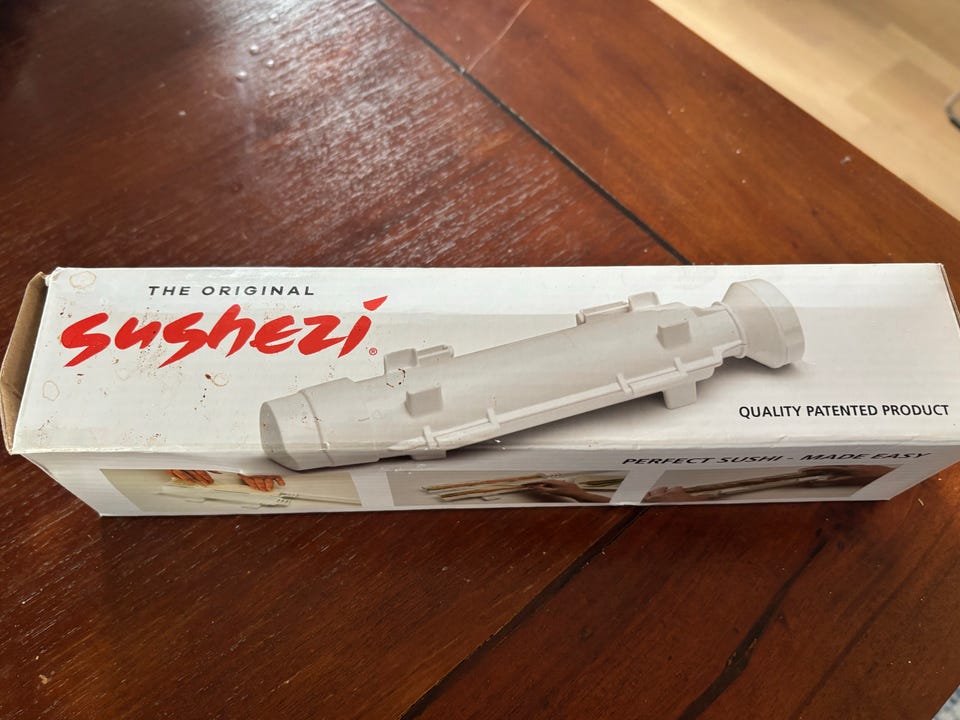 THE ORIGINAL
sushezi®
QUALITY PATENTED PRODUCT
PERFECT SUSHI - MADE EASY